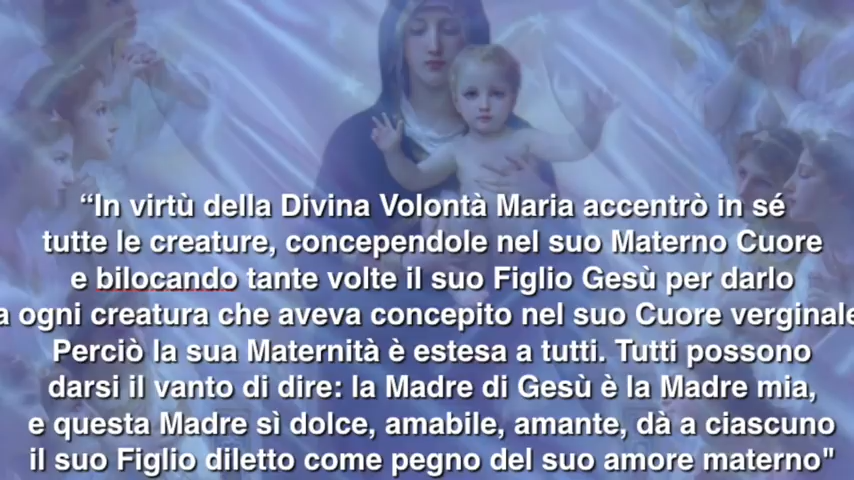 “In virtù della Divina Volontà Maria accentrò in sé
tutte le creature, concependole nel suo Materno Cuore
e bilocando tante volte il suo Figlio Gesù per darlo
a ogni creatura che aveva concepito nel suo Cuore verginale
Perciò la sua Maternità è estesa a tutti. Tutti possono
darsi il vanto di dire: la Madre di Gesù è la Madre mia,
e questa Madre sì dolce, amabile, amante, dà a ciascuno
il suo Figlio diletto come pegno del suo amore materno"